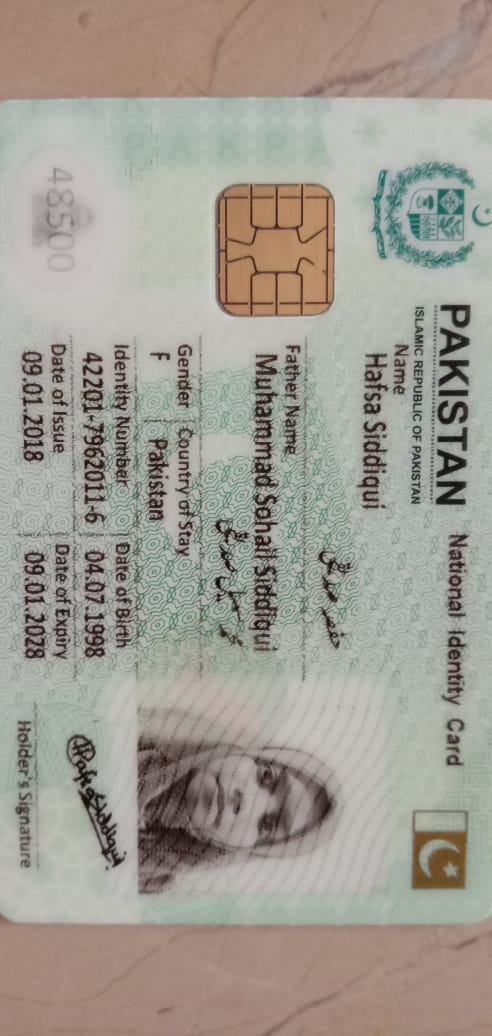 PAKISTAN National Identity Card
ISLAMIC REPUBLIC OF PAKISTAN
Name
Hafsa Siddiqui
حفصہ صدیقی
Father Name
Muhammad Sohail Siddiqui
محمد سہیل صدیقی
Gender Country of Stay
F Pakistan
Identity Number Date of Birth
42201-7962011-6 04.07.1998
Date of Issue Date of Expiry
09.01.2018 09.01.2028
Holder's Signature
48500